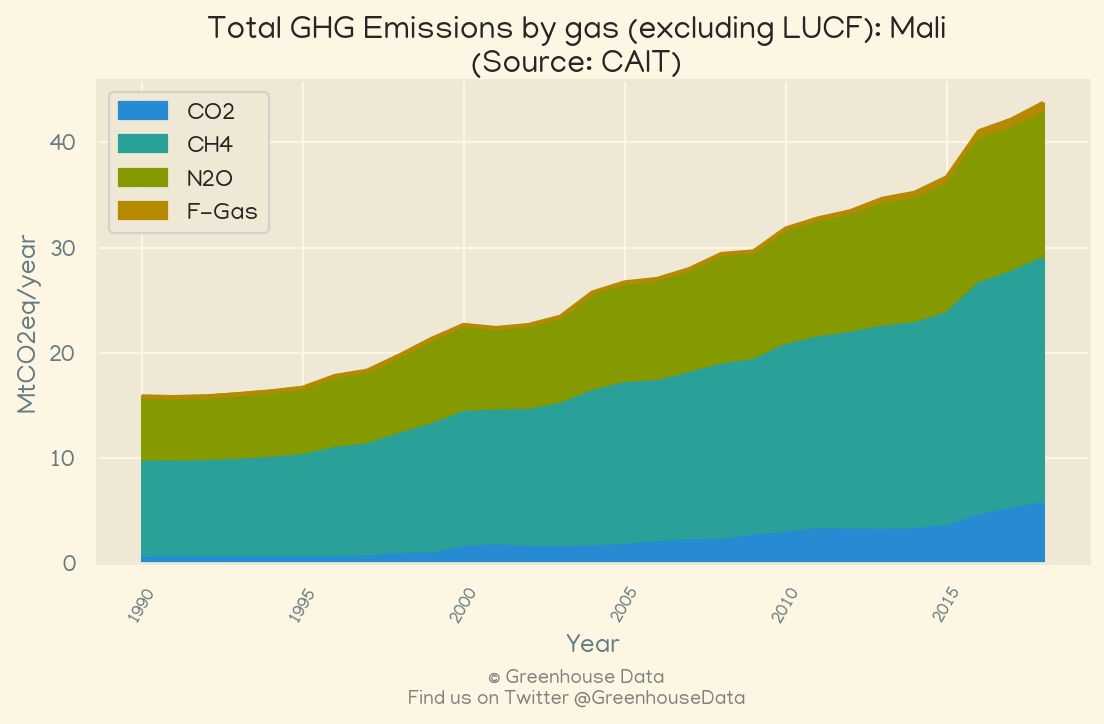 Total GHG Emissions by gas (excluding LUCF): Mali
(Source: CAIT)
CO2
CH4
N2O
F-Gas
MtCO2eq/year
40
30
20
10
0
1990
1995
2000
2005
2010
2015
Year
© Greenhouse Data
Find us on Twitter @GreenhouseData